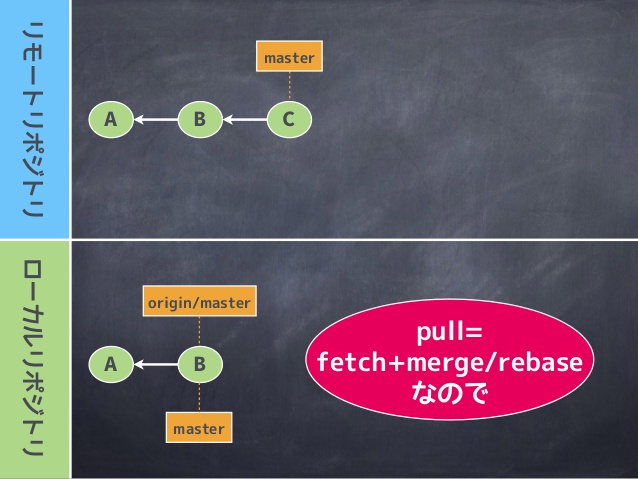 リモートリポジトリ
master
A
B
C
ローカルリポジトリ
origin/master
A
B
master
pull=
fetch+merge/rebase
なので